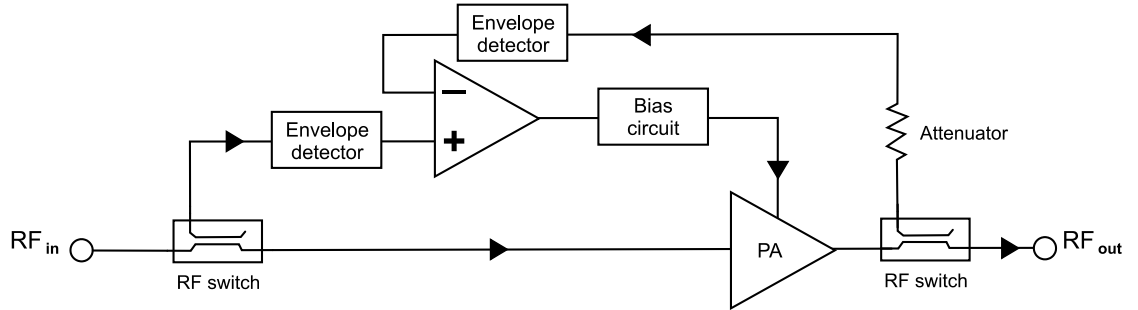 Envelope
detector
Envelope
detector
−
+
Bias
circuit
Attenuator
RF in
RF switch
PA
RF switch
RF out